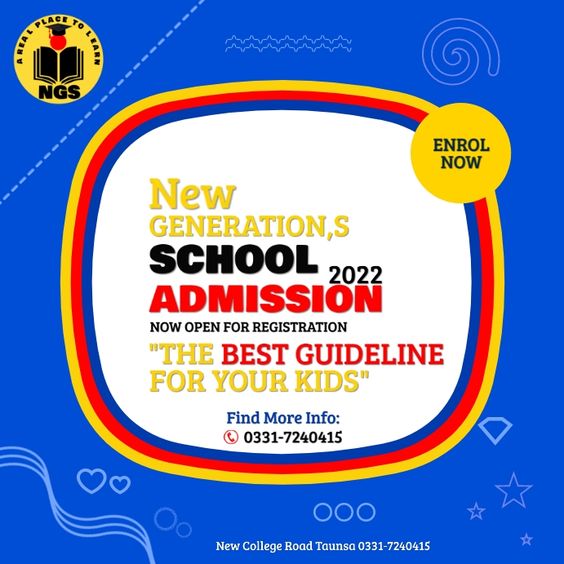 A REAL PLACE TO LEARN
NGS
ENROL
NOW
New
GENERATION,S
SCHOOL 2022
ADMISSION
NOW OPEN FOR REGISTRATION
"THE BEST GUIDELINE
FOR YOUR KIDS"
Find More Info:
0331-7240415
New College Road Taunsa 0331-7240415